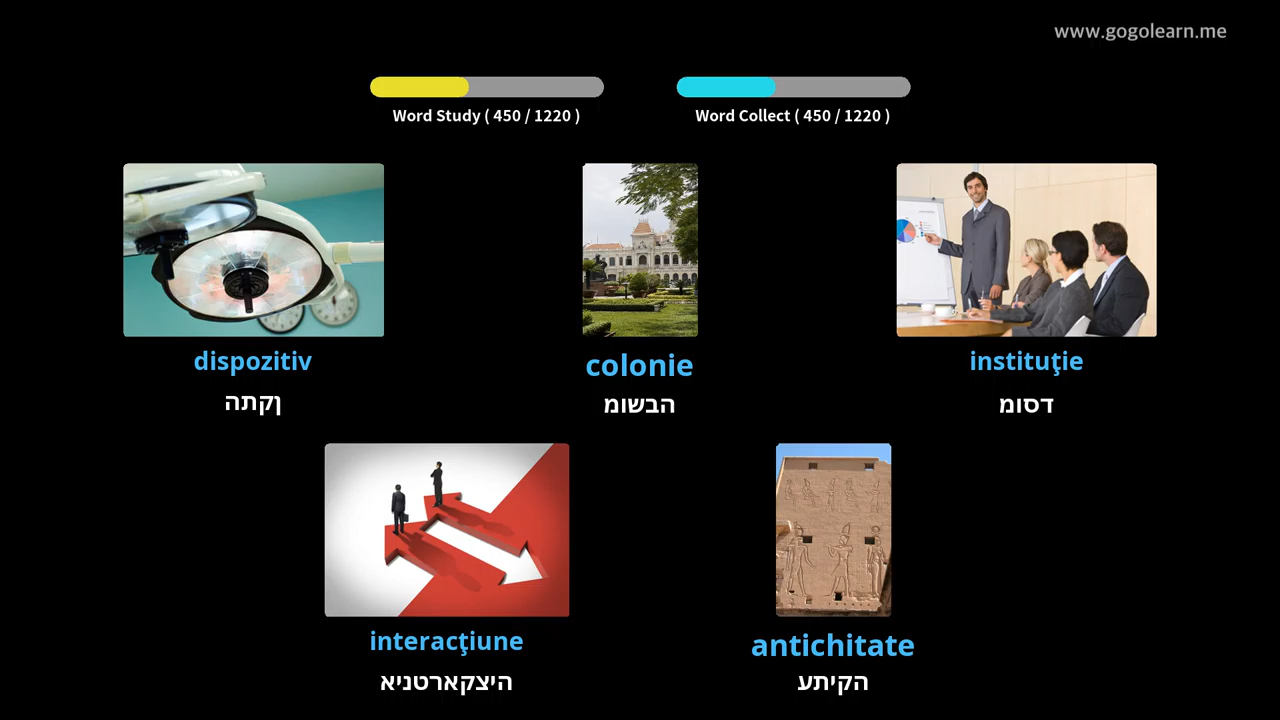 www.gogolearn.me
Word Study ( 450 / 1220 )
Word Collect ( 450 / 1220 )
dispozitiv
ןקתה
colonie
הבשומ
instituţie
דסומ
interacţiune
היצקארטניא
antichitate
הקיתע